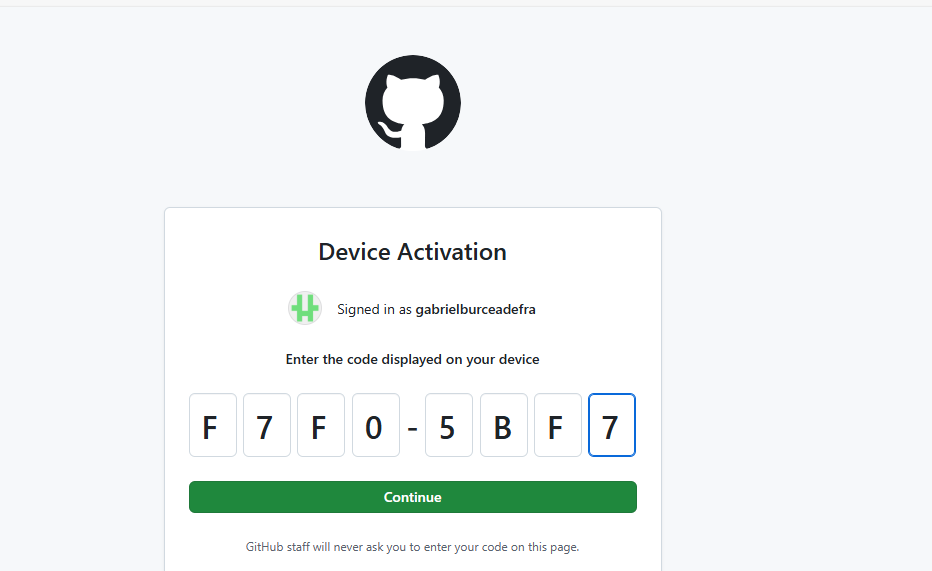 Device Activation
Signed in as gabrielburceadefra
Enter the code displayed on your device
F 7 F 0 - 5 B F 7
Continue
GitHub staff will never ask you to enter your code on this page.